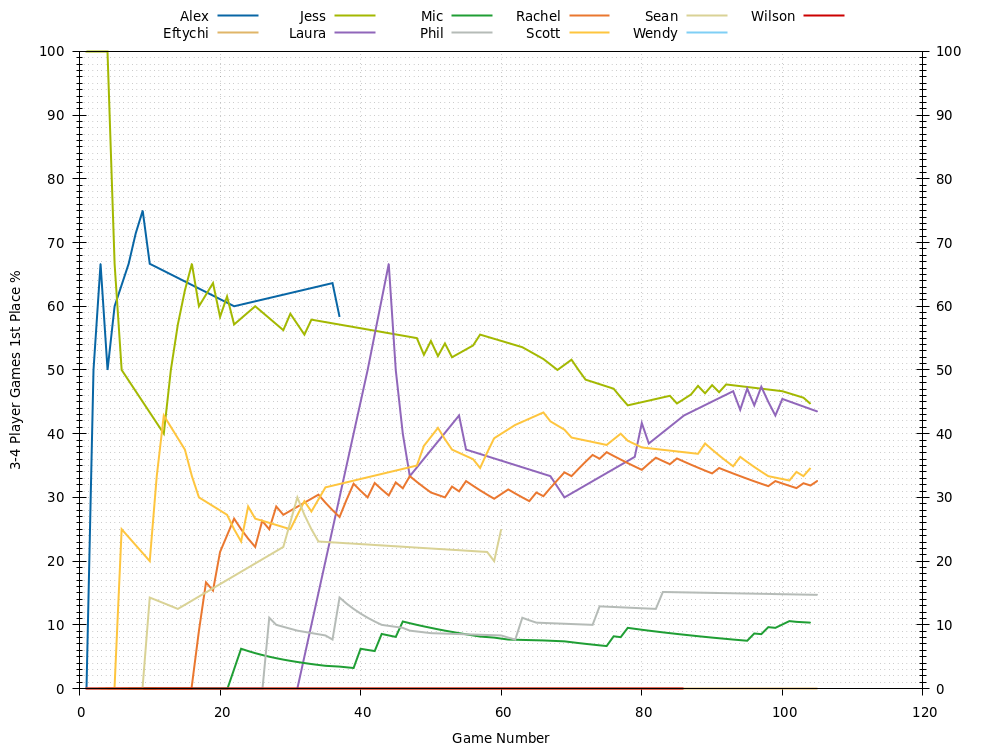 Alex Jess Mic Rachel Sean Wilson
Eftychi Laura Phil Scott Wendy
100 100
90 90
80 80
70 70
60 60
50 50
40 40
30 30
20 20
10 10
0 0
0 20 40 60 80 100 120
3-4 Player Games 1st Place %
Game Number